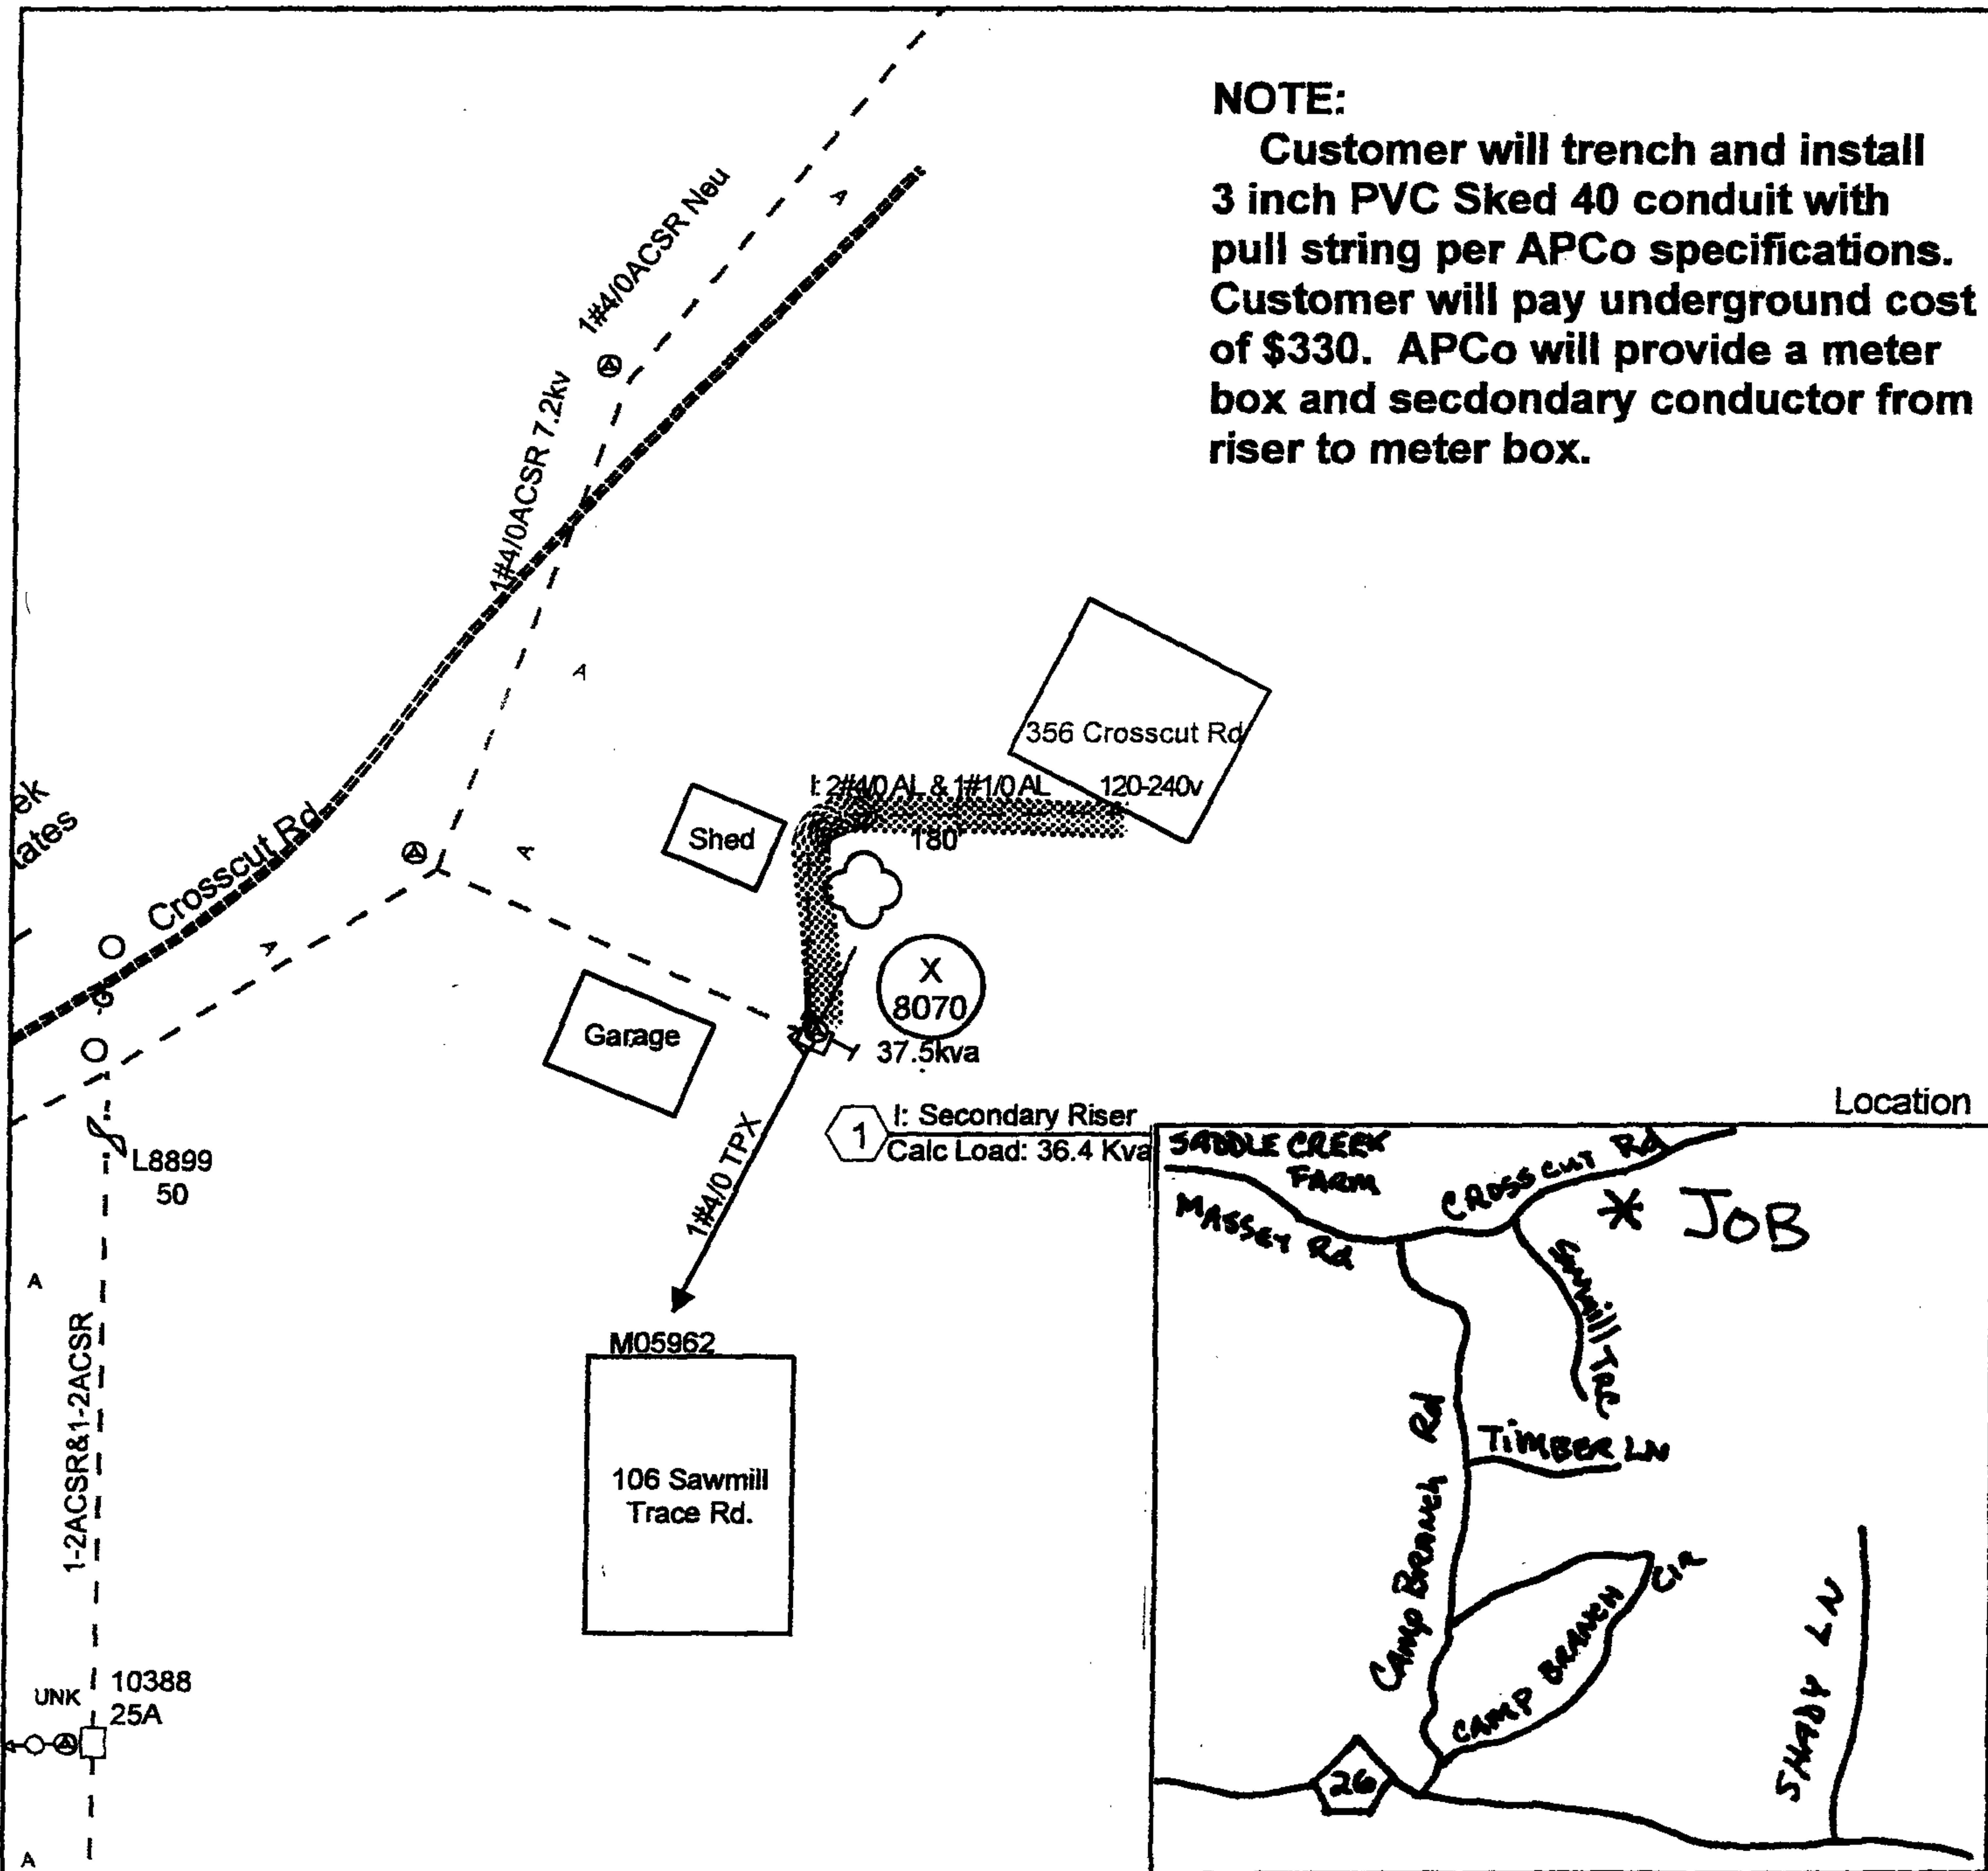 NOTE:
Customer will trench and install
3 inch PVC Sked 40 conduit with
pull string per APCo specifications.
Customer will pay underground cost
of $330. APCo will provide a meter
box and secdondary conductor from
riser to meter box.
1#4/0ACSR Neu
1#4/0ACSR 7.2kv
A
A
356 Crosscut Rd
I: 2#4/0 AL & 1#1/0 AL
120-240v
180'
Shed
ek
tates
Crosscut Rd
A
A
X
8070
37.5kva
Garage
1
I: Secondary Riser
Calc Load: 36.4 Kva
1#4/0 TPX
L8899
50
A
1-2ACSR&1-2ACSR
M05962
106 Sawmill
Trace Rd.
UNK
10388
25A
A
Location
SADDLE CREEK
FARM
CROSSCUT Rd
MASSEY Rd
* JOB
Sawmill Trc
TIMBER LN
CAMP BRANCH Rd
CAMP BRANCH CIR
SHADY LN
26